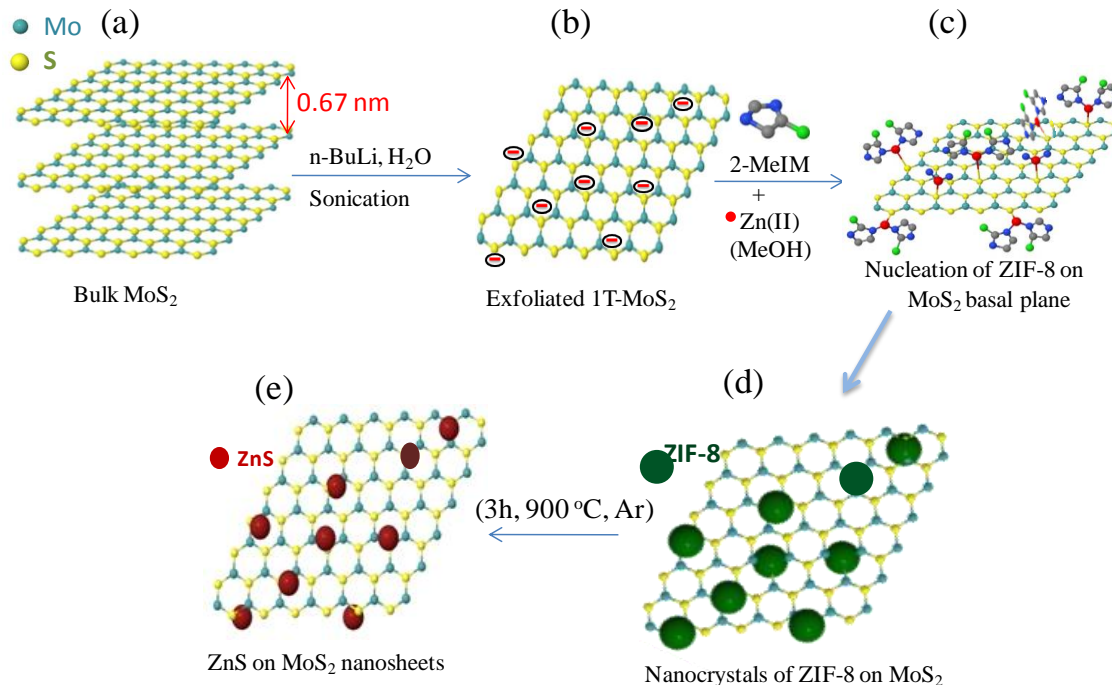 (a)
Mo
S
0.67 nm
Bulk MoS₂
n-BuLi, H₂O
Sonication
(b)
Exfoliated 1T-MoS₂
2-MeIM
+
Zn(II)
(MeOH)
(c)
Nucleation of ZIF-8 on
MoS₂ basal plane
(d)
ZIF-8
Nanocrystals of ZIF-8 on MoS₂
(3h, 900 °C, Ar)
(e)
ZnS
ZnS on MoS₂ nanosheets